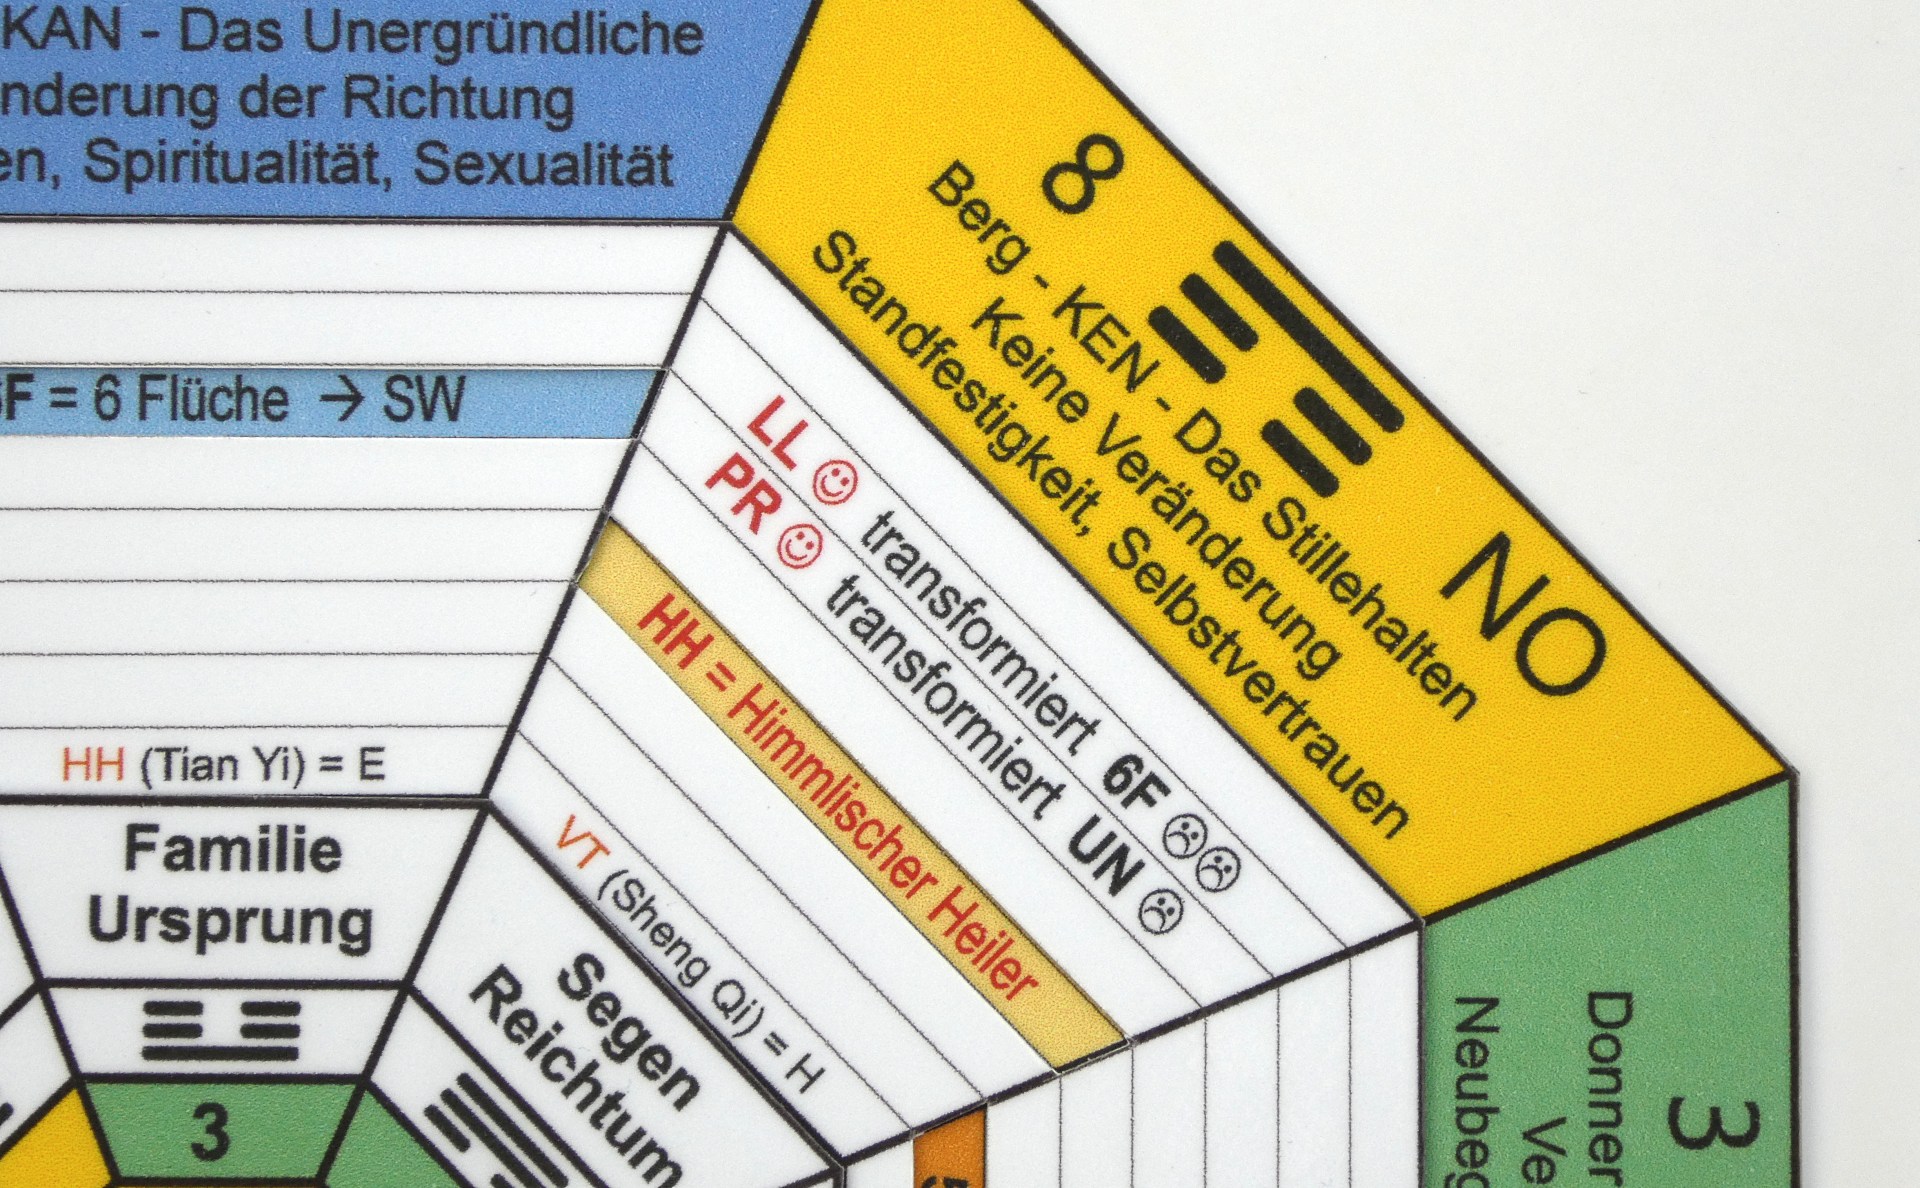 KAN - Das Unergründliche
nderung der Richtung
en, Spiritualität, Sexualität
F = 6 Flüche → SW
HH (Tian Yi) = E
Familie
Ursprung
3
8
NO
Berg - KEN - Das Stillehalten
Keine Veränderung
Standfestigkeit, Selbstvertrauen
LL ☺ transformiert 6F ☹☹
PR ☺ transformiert UN ☹
HH = Himmlischer Heiler
VT (Sheng Qi) = H
Segen
Reichtum
3
Donner
Ve
Neubeg